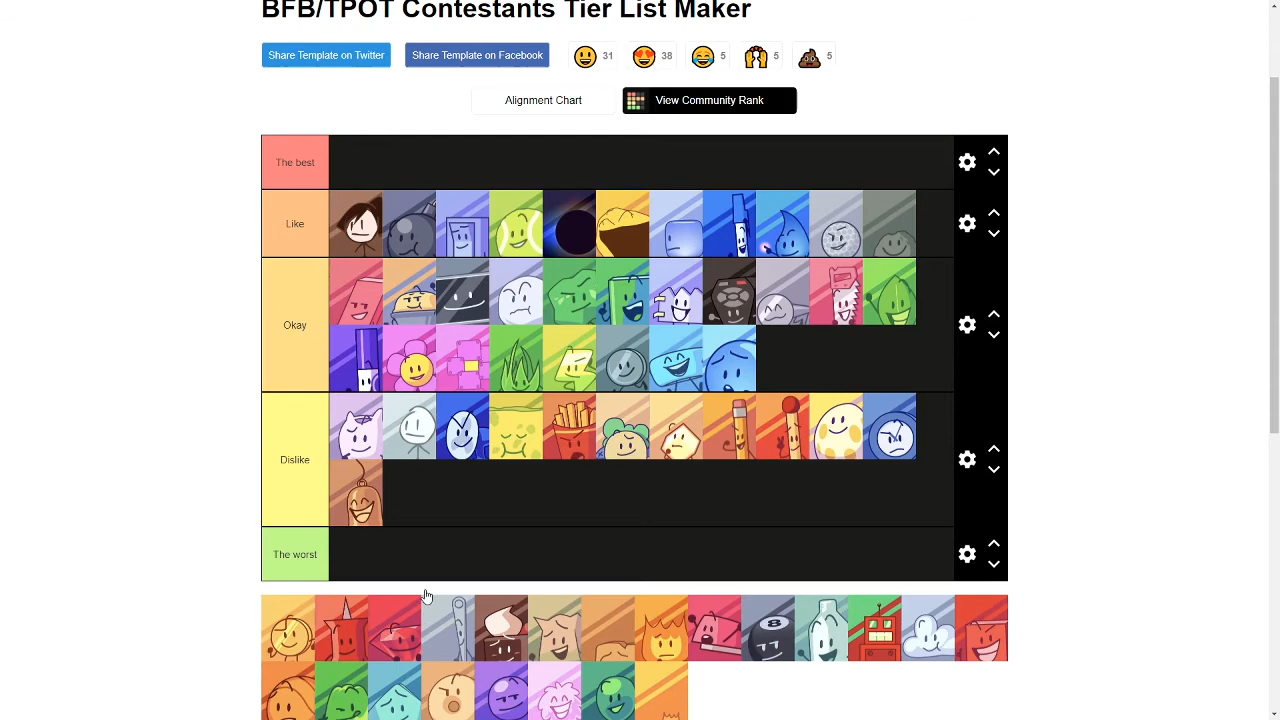 BFB/TPOT Contestants Tier List Maker
Share Template on Twitter
Share Template on Facebook
31
38
5
5
5
Alignment Chart
View Community Rank
The best
Like
Okay
Dislike
The worst
8